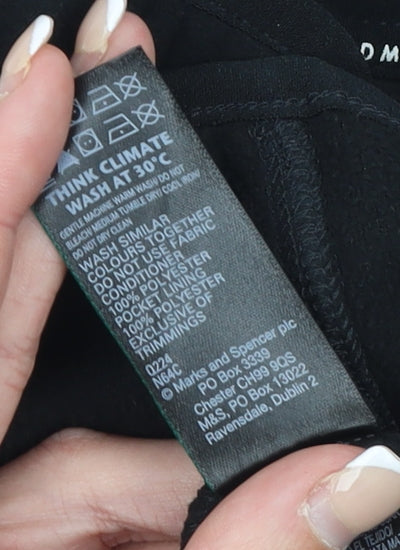 D M
THINK CLIMATE
WASH AT 30°C
GENTLE MACHINE WARM WASH DO NOT
BLEACH MEDIUM TUMBLE DRY COOL IRON
DO NOT DRY CLEAN
WASH SIMILAR
COLOURS TOGETHER
DO NOT USE FABRIC
CONDITIONER
100% POLYESTER
POCKET LINING
100% POLYESTER
EXCLUSIVE OF
TRIMMINGS
0224
N64C
© Marks and Spencer plc
PO Box 3339
Chester CH99 9QS
M&S, PO BOX 13022
Ravensdale, Dublin 2
EL TEJIDO/